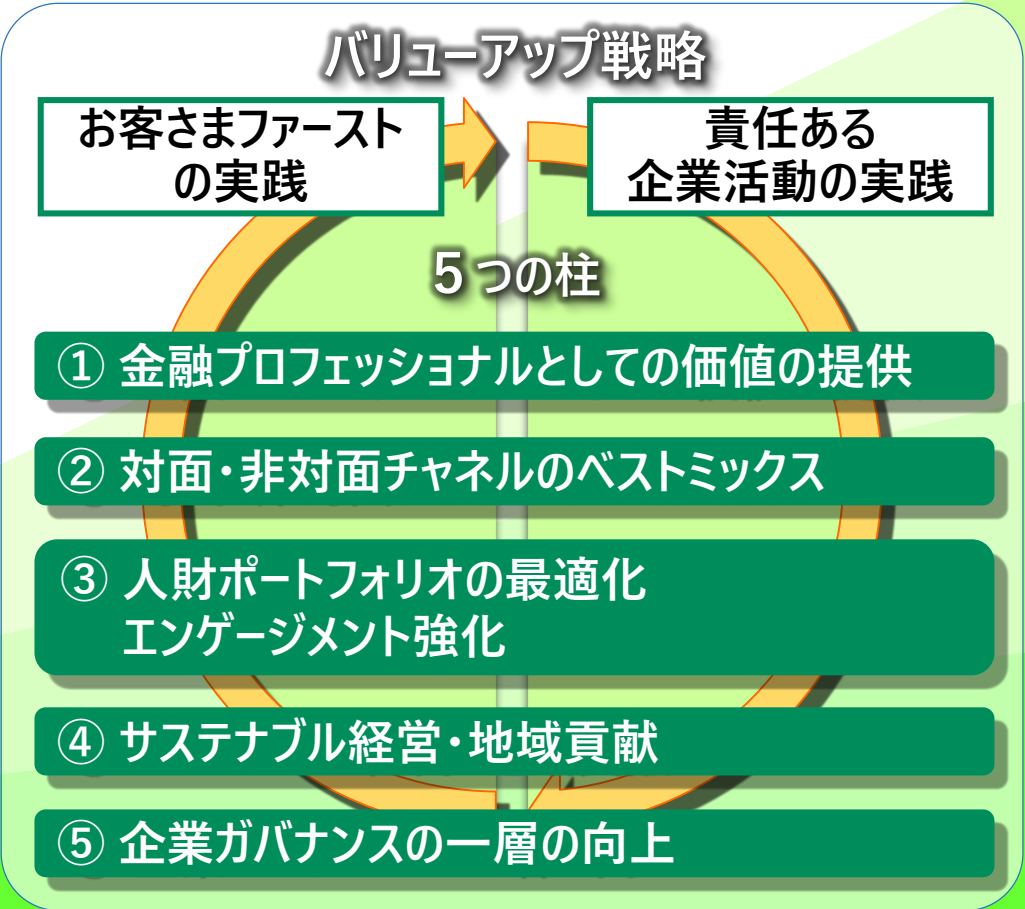 バリューアップ戦略
お客さまファースト
の実践
責任ある
企業活動の実践
5つの柱
① 金融プロフェッショナルとしての価値の提供
② 対面・非対面チャネルのベストミックス
③ 人財ポートフォリオの最適化
エンゲージメント強化
④ サステナブル経営・地域貢献
⑤ 企業ガバナンスの一層の向上